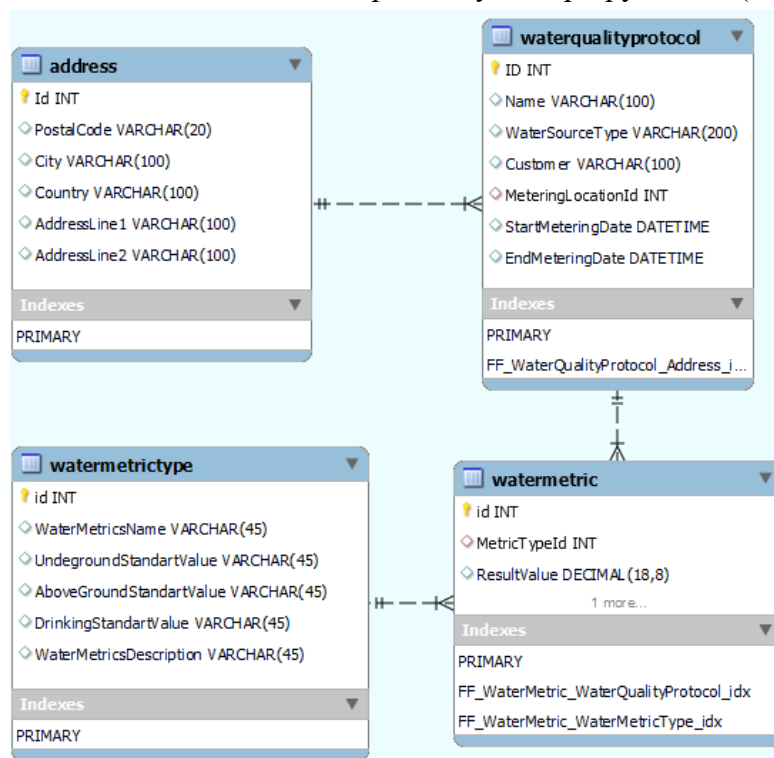 address
Id INT
PostalCode VARCHAR(20)
City VARCHAR(100)
Country VARCHAR(100)
AddressLine1 VARCHAR(100)
AddressLine2 VARCHAR(100)
Indexes
PRIMARY
waterqualityprotocol
ID INT
Name VARCHAR(100)
WaterSourceType VARCHAR(200)
Customer VARCHAR(100)
MeteringLocationId INT
StartMeteringDate DATETIME
EndMeteringDate DATETIME
Indexes
PRIMARY
FF_WaterQualityProtocol_Address_i...
watermetrictype
id INT
WaterMetricsName VARCHAR(45)
UndegroundStandartValue VARCHAR(45)
AboveGroundStandartValue VARCHAR(45)
DrinkingStandartValue VARCHAR(45)
WaterMetricsDescription VARCHAR(45)
Indexes
PRIMARY
watermetric
id INT
MetricTypeId INT
ResultValue DECIMAL(18,8)
1 more...
Indexes
PRIMARY
FF_WaterMetric_WaterQualityProtocol_idx
FF_WaterMetric_WaterMetricType_idx